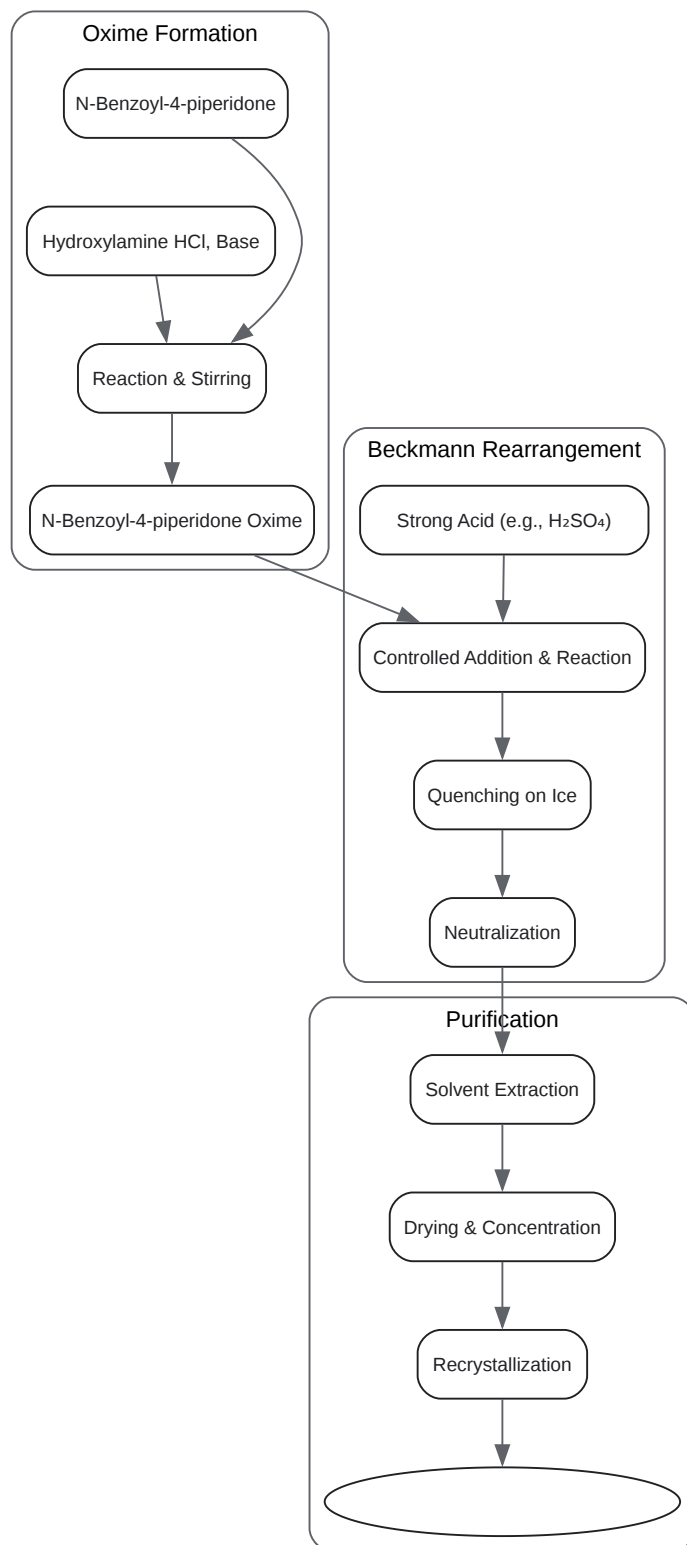 Oxime Formation
N-Benzoyl-4-piperidone
Hydroxylamine HCl, Base
Reaction & Stirring
N-Benzoyl-4-piperidone Oxime
Beckmann Rearrangement
Strong Acid (e.g., H₂SO₄)
Controlled Addition & Reaction
Quenching on Ice
Neutralization
Purification
Solvent Extraction
Drying & Concentration
Recrystallization